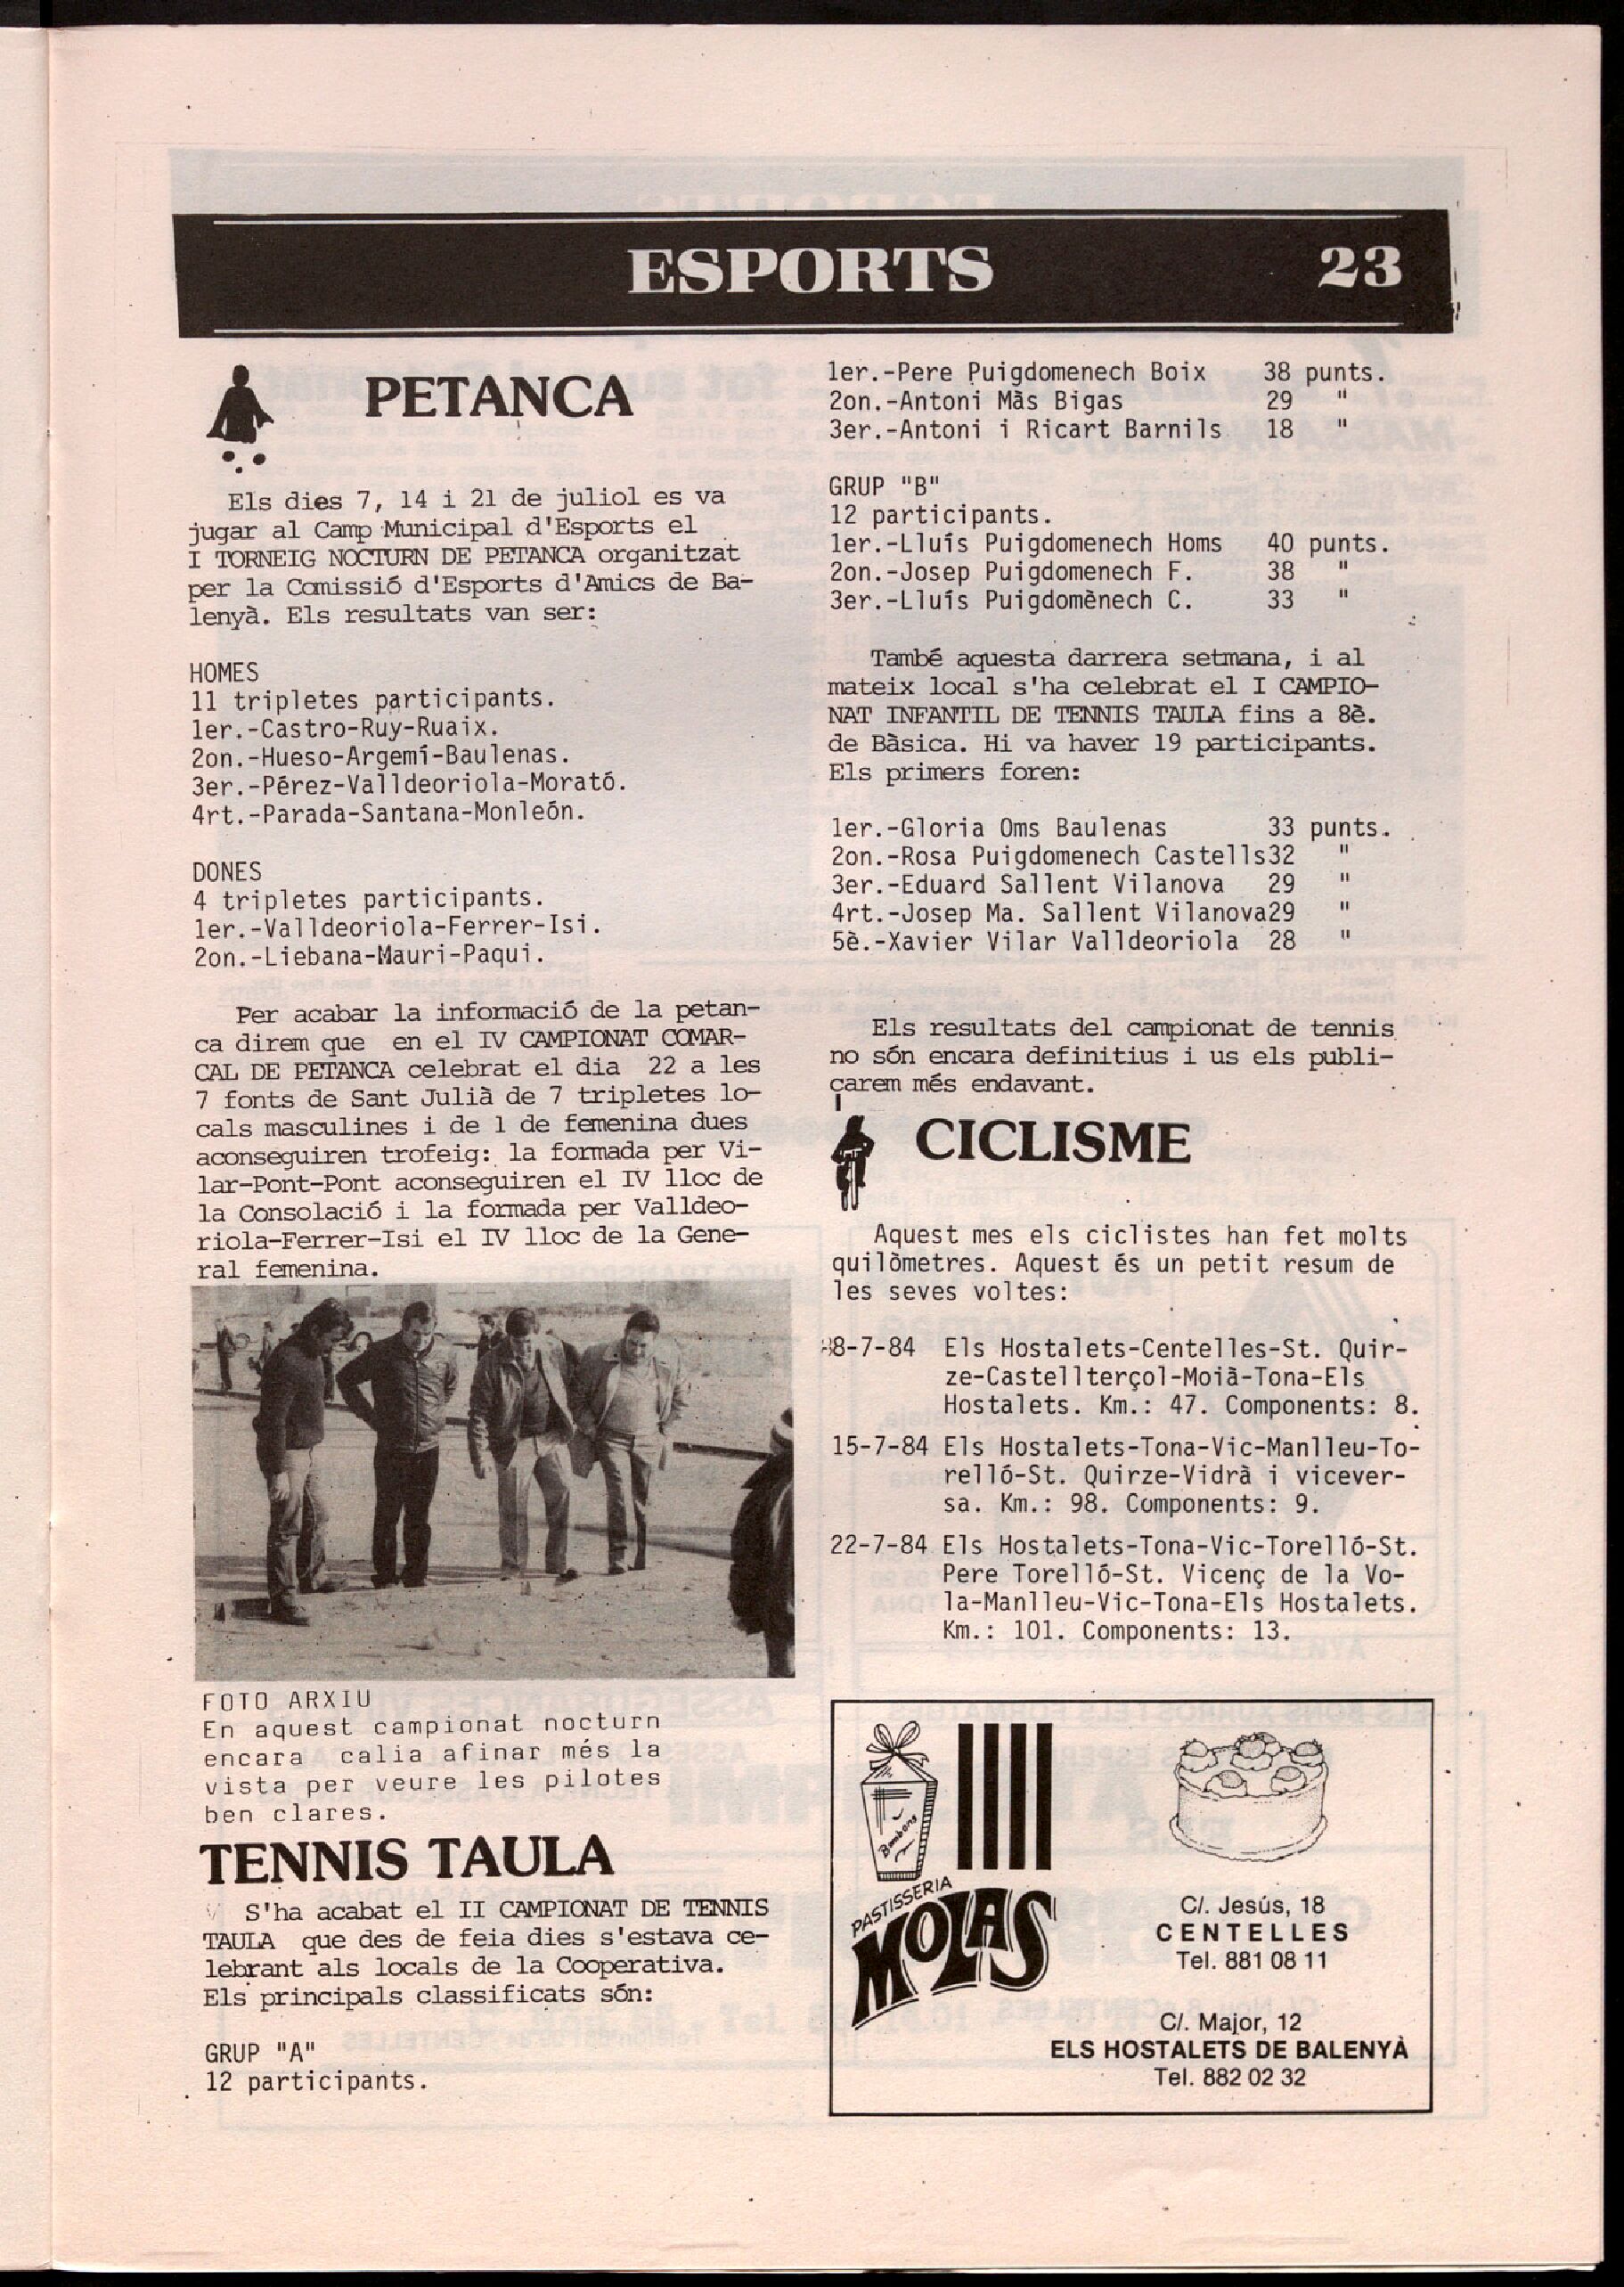 ESPORTS 23
PETANCA
Els dies 7, 14 i 21 de juliol es va
jugar al Camp Municipal d'Esports el
I TORNEIG NOCTURN DE PETANCA organitzat
per la Comissió d'Esports d'Amics de Ba-
lenyà. Els resultats van ser:
HOMES
11 tripletes participants.
1er.-Castro-Ruy-Ruaix.
2on.-Hueso-Argemí-Baulenas.
3er.-Pérez-Valldeoriola-Morató.
4rt.-Parada-Santana-Monleón.
DONES
4 tripletes participants.
1er.-Valldeoriola-Ferrer-Isi.
2on.-Liebana-Mauri-Paqui.
Per acabar la informació de la petan-
ca direm que en el IV CAMPIONAT COMAR-
CAL DE PETANCA celebrat el dia 22 a les
7 fonts de Sant Julià de 7 tripletes lo-
cals masculines i de 1 de femenina dues
aconseguiren trofeig: la formada per Vi-
lar-Pont-Pont aconseguiren el IV lloc de
la Consolació i la formada per Valldeo-
riola-Ferrer-Isi el IV lloc de la Gene-
ral femenina.
FOTO ARXIU
En aquest campionat nocturn
encara calia afinar més la
vista per veure les pilotes
ben clares.
TENNIS TAULA
S'ha acabat el II CAMPIONAT DE TENNIS
TAULA que des de feia dies s'estava ce-
lebrant als locals de la Cooperativa.
Els principals classificats són:
GRUP "A"
12 participants.
1er.-Pere Puigdomenech Boix 38 punts.
2on.-Antoni Màs Bigas 29 "
3er.-Antoni i Ricart Barnils 18 "
GRUP "B"
12 participants.
1er.-Lluís Puigdomenech Homs 40 punts.
2on.-Josep Puigdomenech F. 38 "
3er.-Lluís Puigdomènech C. 33 "
També aquesta darrera setmana, i al
mateix local s'ha celebrat el I CAMPIO-
NAT INFANTIL DE TENNIS TAULA fins a 8è.
de Bàsica. Hi va haver 19 participants.
Els primers foren:
1er.-Gloria Oms Baulenas 33 punts.
2on.-Rosa Puigdomenech Castells32 "
3er.-Eduard Sallent Vilanova 29 "
4rt.-Josep Ma. Sallent Vilanova29 "
5è.-Xavier Vilar Valldeoriola 28 "
Els resultats del campionat de tennis
no són encara definitius i us els publi-
carem més endavant.
CICLISME
Aquest mes els ciclistes han fet molts
quilòmetres. Aquest és un petit resum de
les seves voltes:
8-7-84 Els Hostalets-Centelles-St. Quir-
ze-Castellterçol-Moià-Tona-Els
Hostalets. Km.: 47. Components: 8.
15-7-84 Els Hostalets-Tona-Vic-Manlleu-To-
relló-St. Quirze-Vidrà i vicever-
sa. Km.: 98. Components: 9.
22-7-84 Els Hostalets-Tona-Vic-Torelló-St.
Pere Torelló-St. Vicenç de la Vo-
la-Manlleu-Vic-Tona-Els Hostalets.
Km.: 101. Components: 13.
Bombons
PASTISSERIA
MOLAS
C/. Jesús, 18
CENTELLES
Tel. 881 08 11
C/. Major, 12
ELS HOSTALETS DE BALENYÀ
Tel. 882 02 32